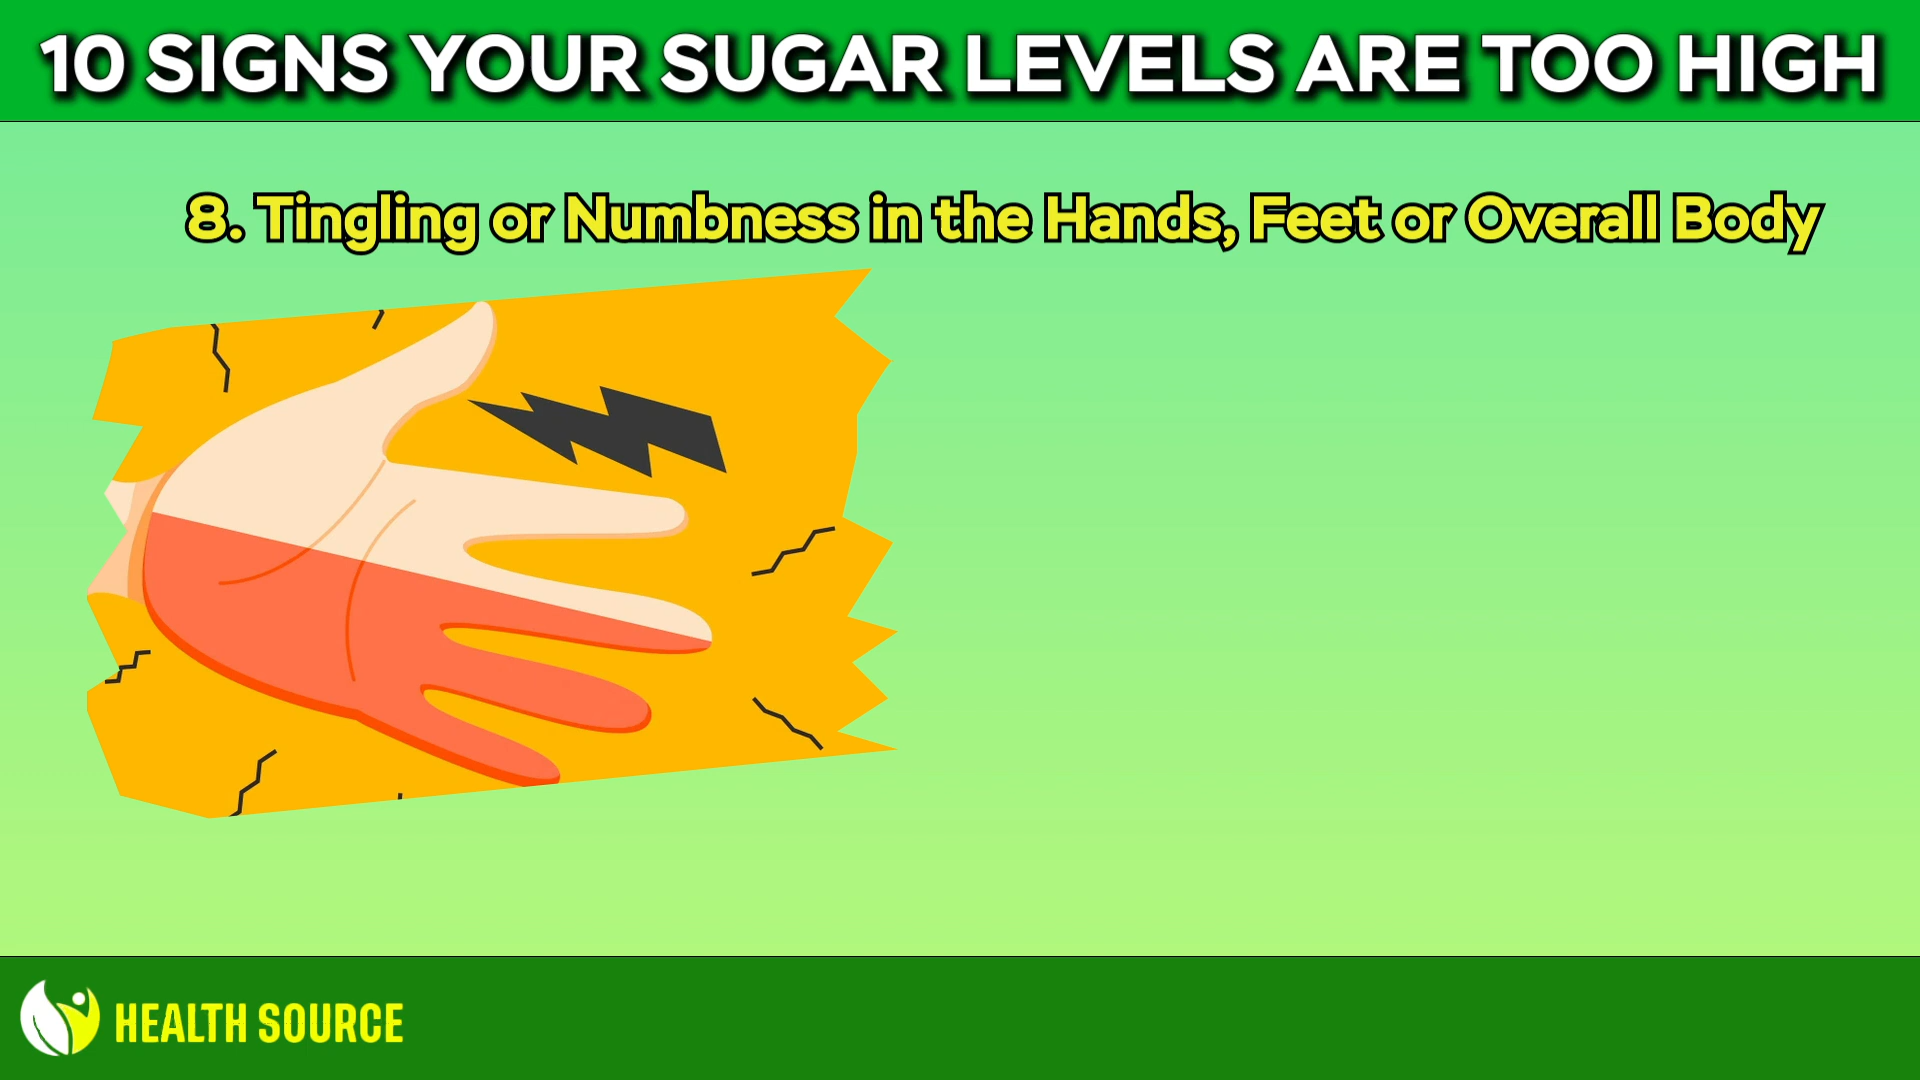 10 SIGNS YOUR SUGAR LEVELS ARE TOO HIGH
8. Tingling or Numbness in the Hands, Feet or Overall Body
HEALTH SOURCE